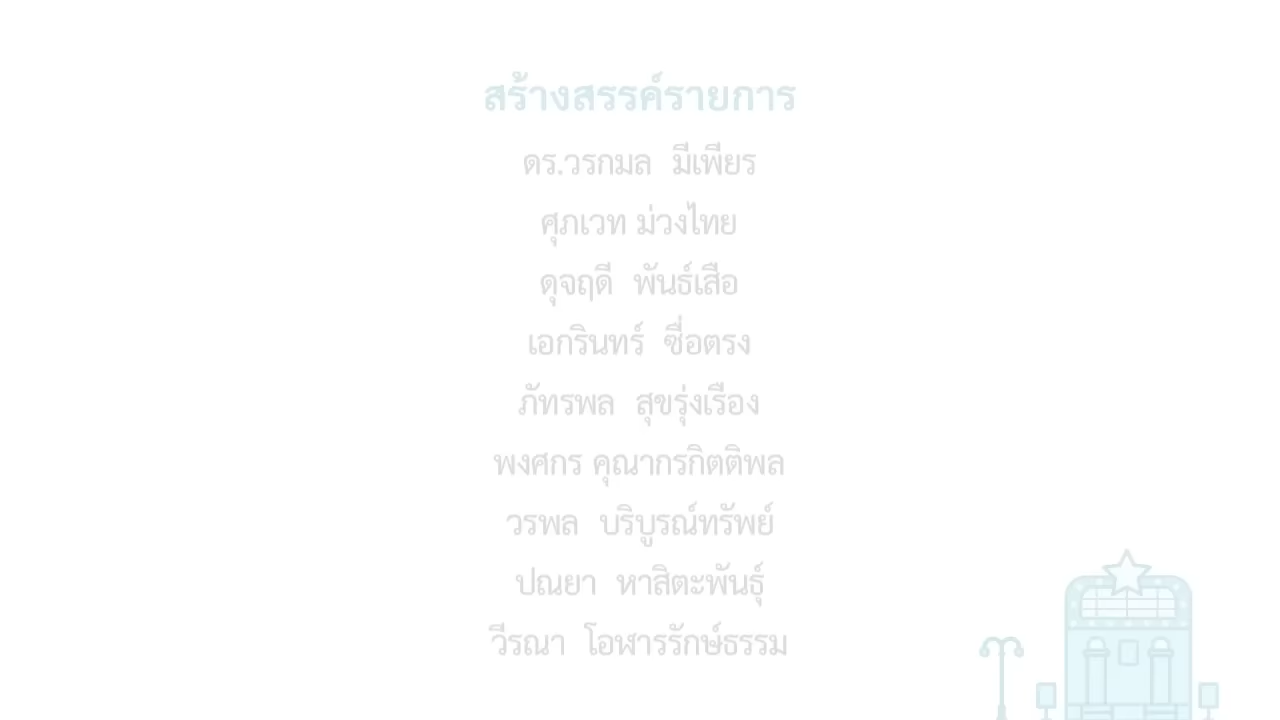 สร้างสรรค์รายการ
ดร.วรกมล มีเพียร
ศุภเวท ม่วงไทย
ดุจฤดี พันธ์เสือ
เอกรินทร์ ซื่อตรง
ภัทรพล สุขรุ่งเรือง
พงศกร คุณากรกิตติพล
วรพล บริบูรณ์ทรัพย์
ปณยา หาสิตะพันธุ์
วีรณา โอฬารรักษ์ธรรม